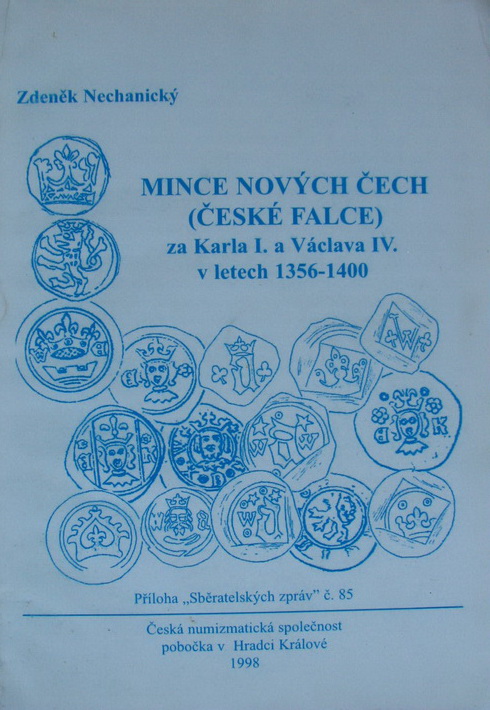 Zdeněk Nechanický
MINCE NOVÝCH ČECH
(ČESKÉ FALCE)
za Karla I. a Václava IV.
v letech 1356-1400
Příloha „Sběratelských zpráv" č. 85
Česká numizmatická společnost
pobočka v Hradci Králové
1998